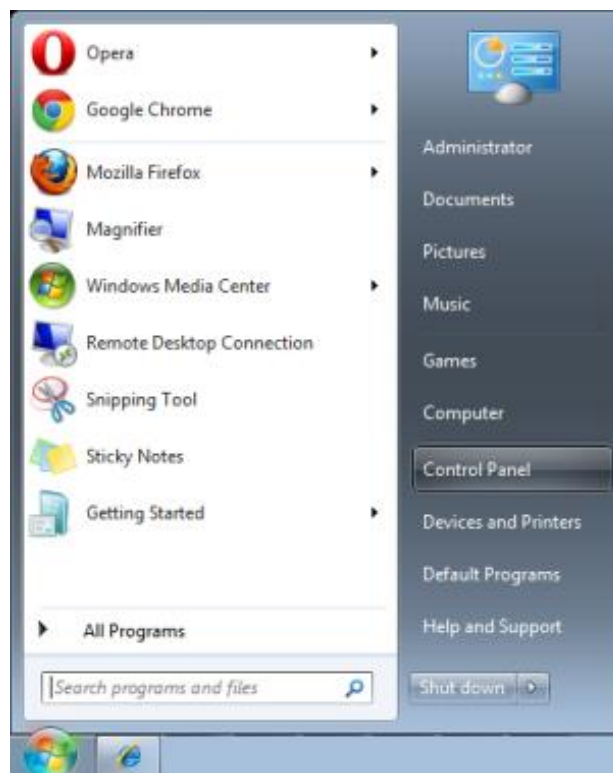 Opera
Google Chrome
Mozilla Firefox
Magnifier
Windows Media Center
Remote Desktop Connection
Snipping Tool
Sticky Notes
Getting Started
All Programs
Search programs and files
Administrator
Documents
Pictures
Music
Games
Computer
Control Panel
Devices and Printers
Default Programs
Help and Support
Shut down